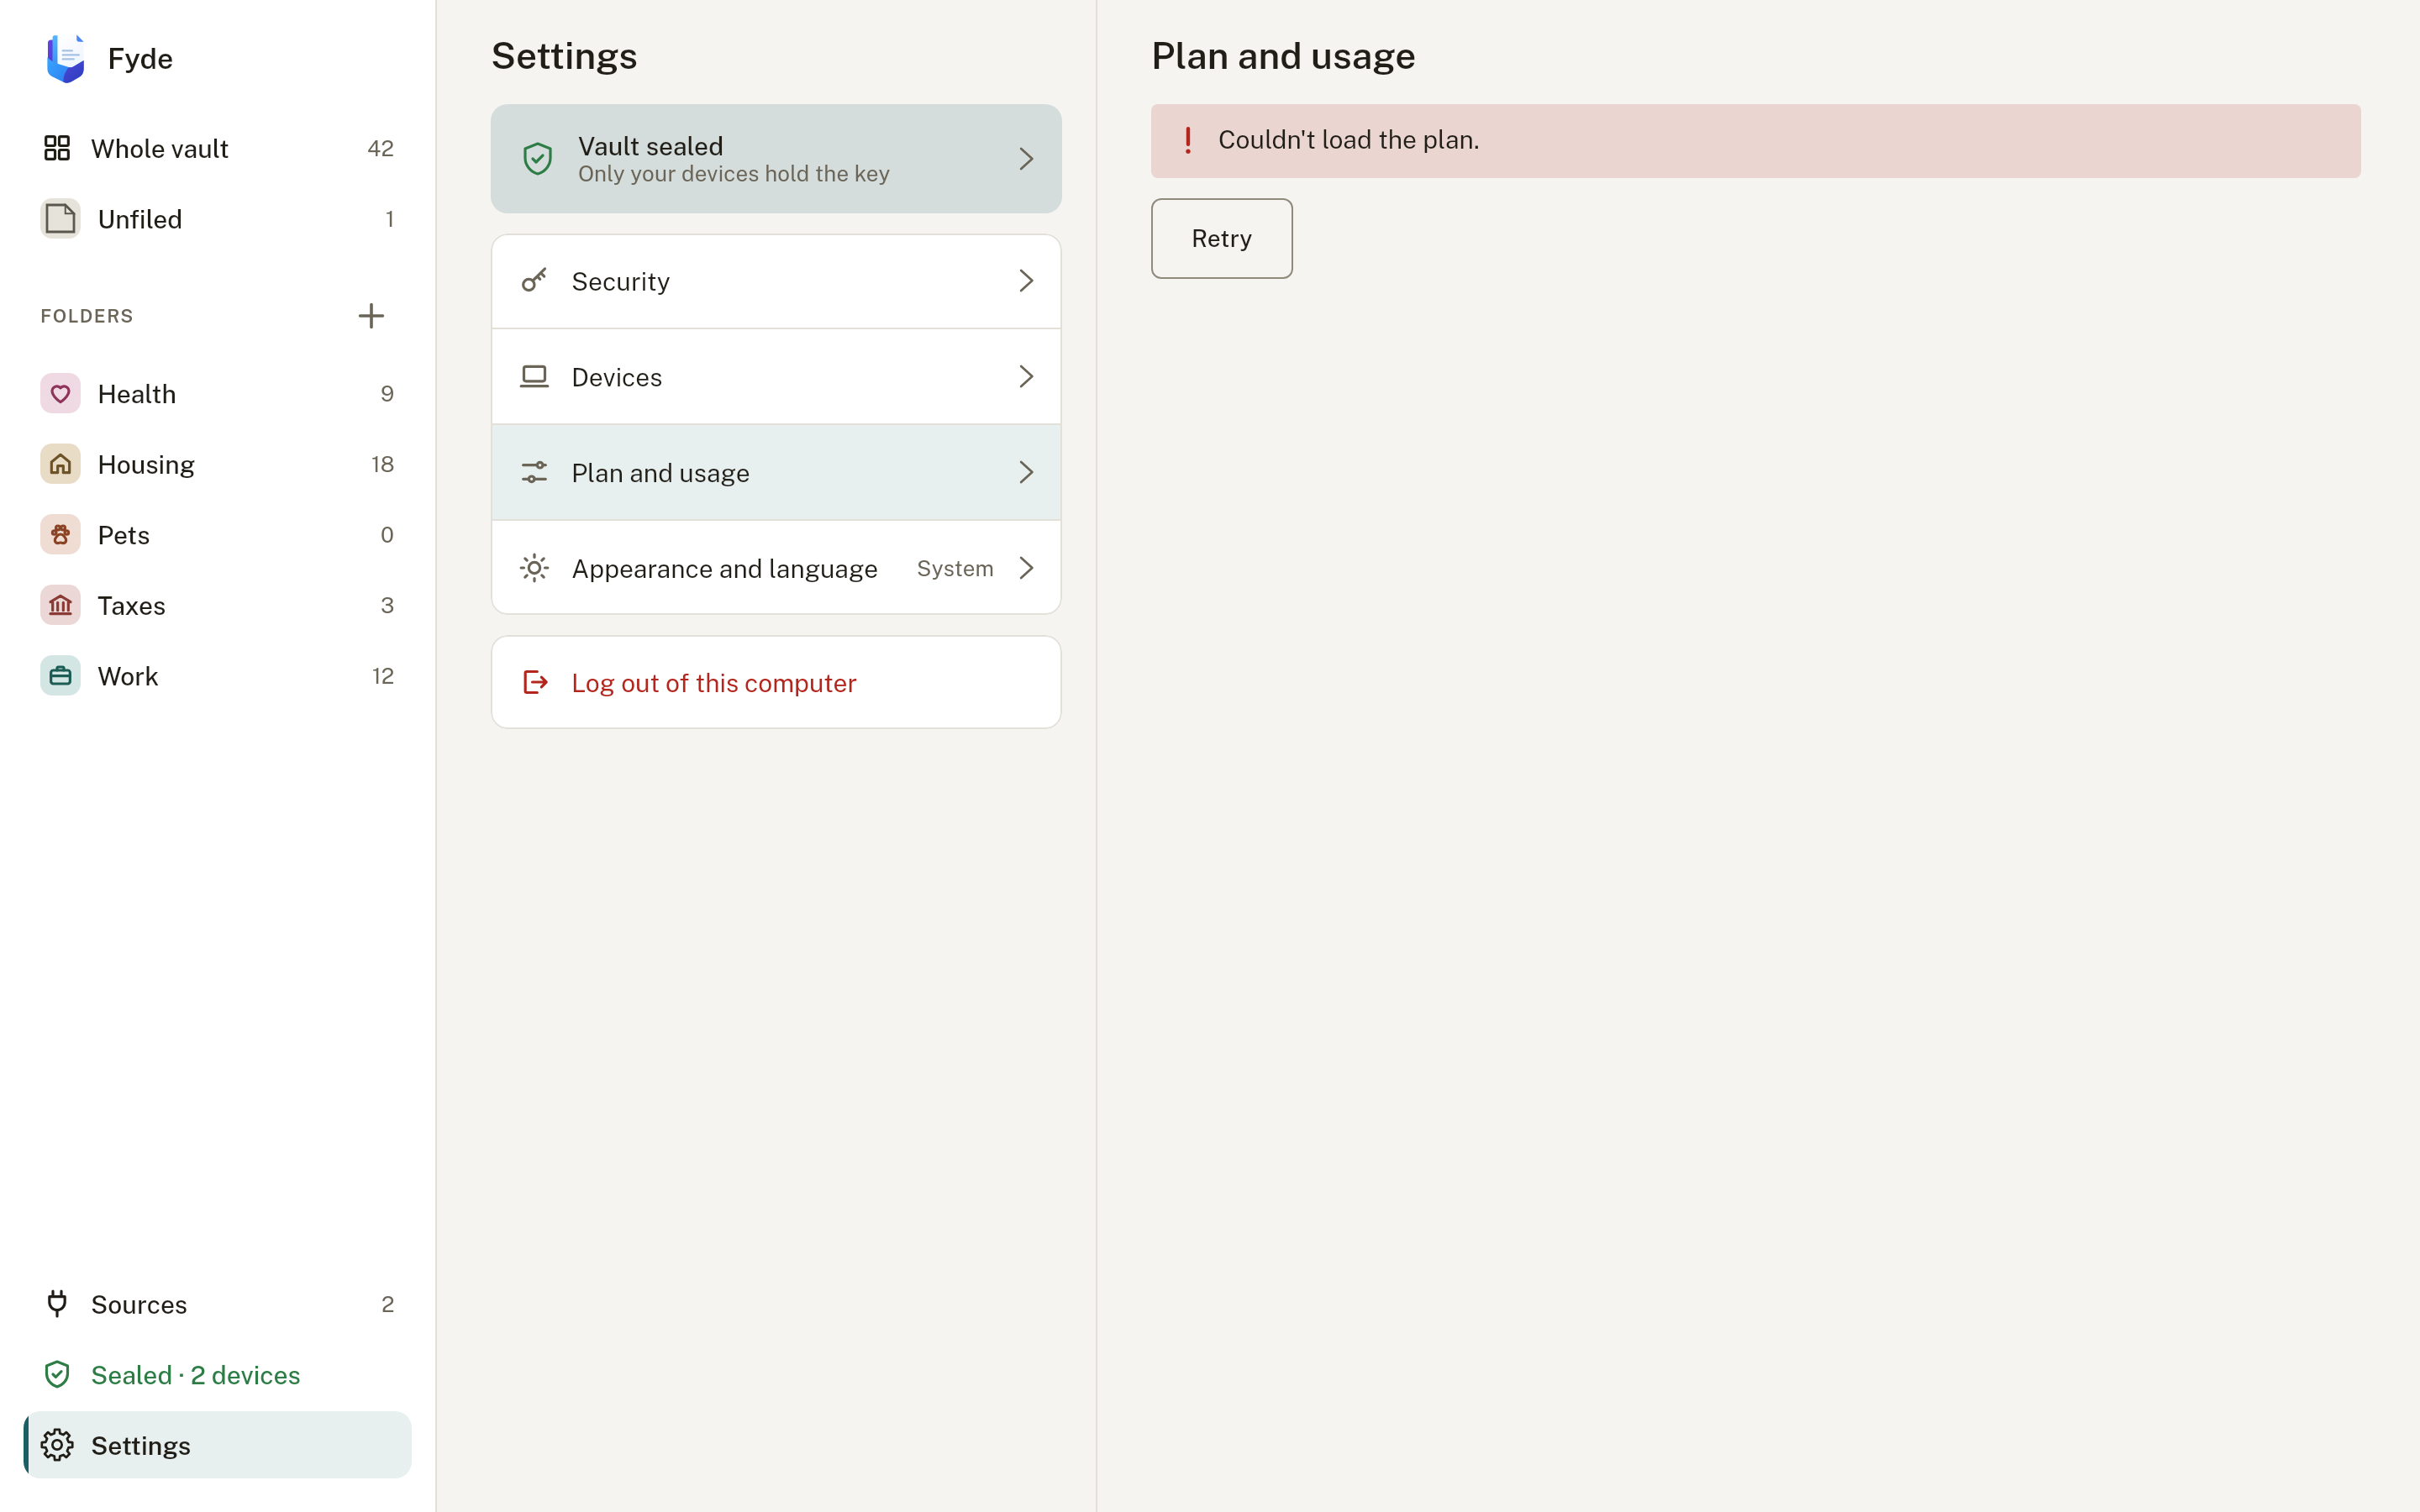 Fyde
Whole vault 42
Unfiled 1
FOLDERS
Health 9
Housing 18
Pets 0
Taxes 3
Work 12
Sources 2
Sealed · 2 devices
Settings
Settings
Vault sealed
Only your devices hold the key
Security
Devices
Plan and usage
Appearance and language System
Log out of this computer
Plan and usage
Couldn't load the plan.
Retry